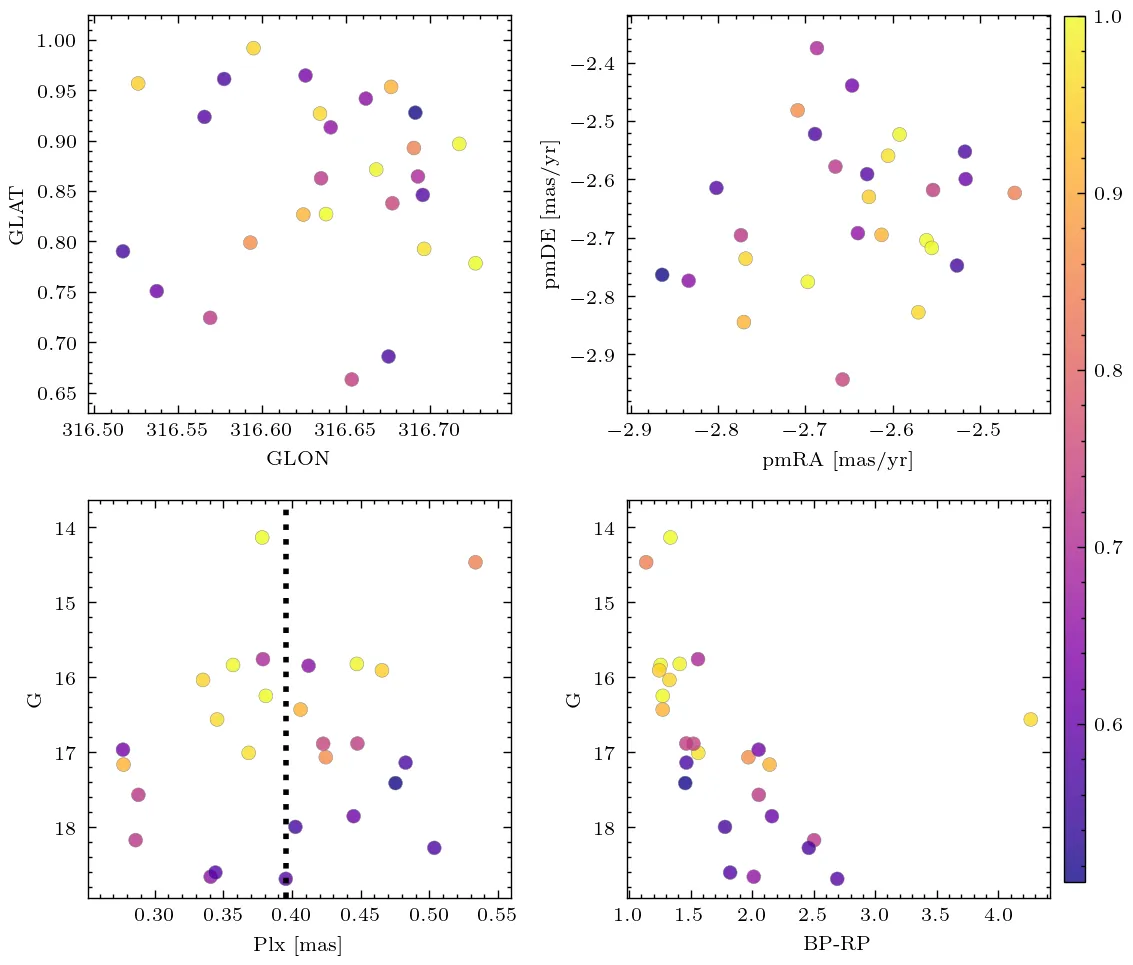 1.00
0.95
0.90
0.85
0.80
0.75
0.70
0.65
GLAT
316.50 316.55 316.60 316.65 316.70
GLON
−2.4
−2.5
−2.6
−2.7
−2.8
−2.9
pmDE [mas/yr]
−2.9 −2.8 −2.7 −2.6 −2.5
pmRA [mas/yr]
1.0
0.9
0.8
0.7
0.6
14
15
16
17
18
G
0.30 0.35 0.40 0.45 0.50 0.55
Plx [mas]
14
15
16
17
18
G
1.0 1.5 2.0 2.5 3.0 3.5 4.0
BP-RP